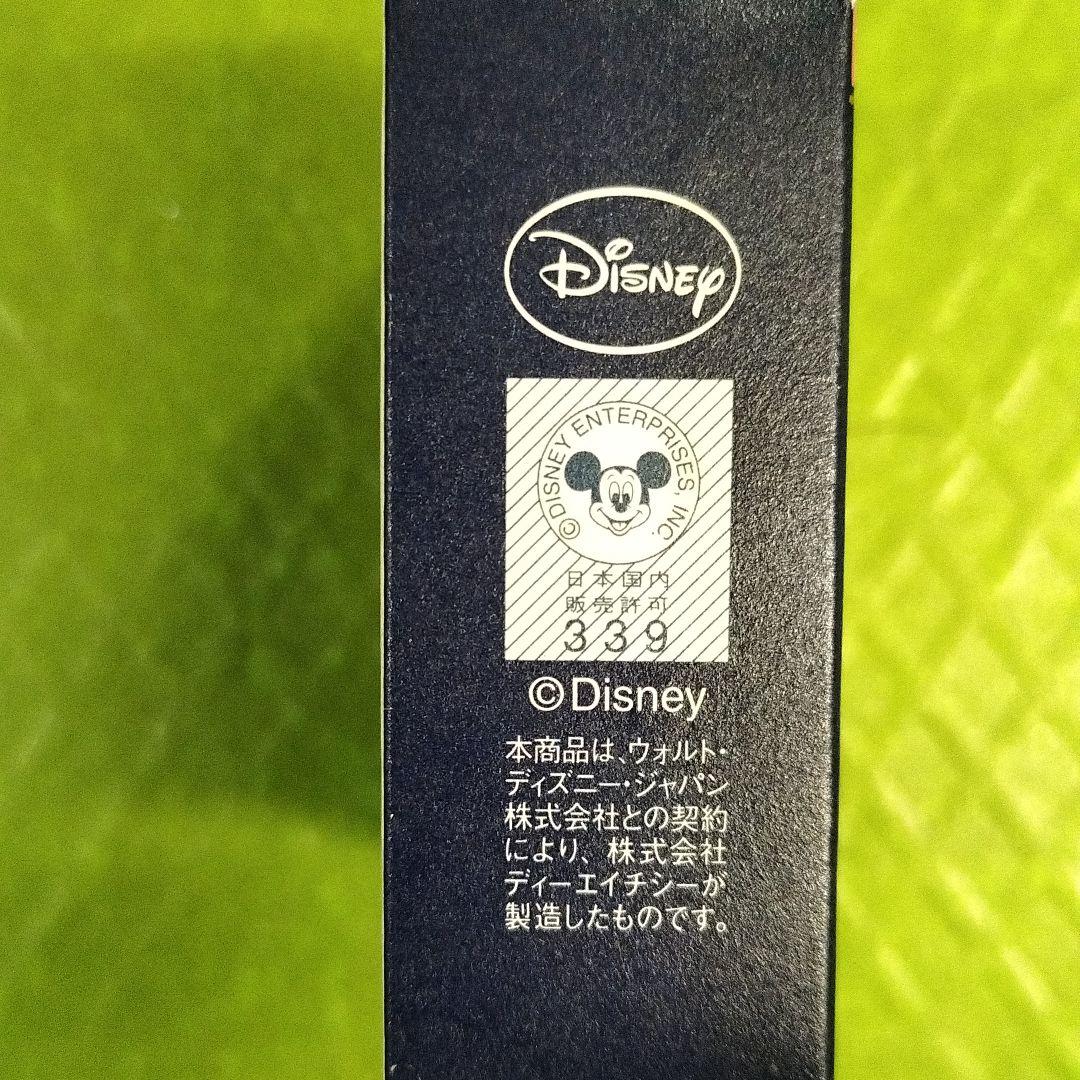 Disney
©DISNEY ENTERPRISES, INC.
日本国内
販売許可
339
©Disney
本商品は、ウォルト・
ディズニー・ジャパン
株式会社との契約
により、株式会社
ディーエイチシーが
製造したものです。